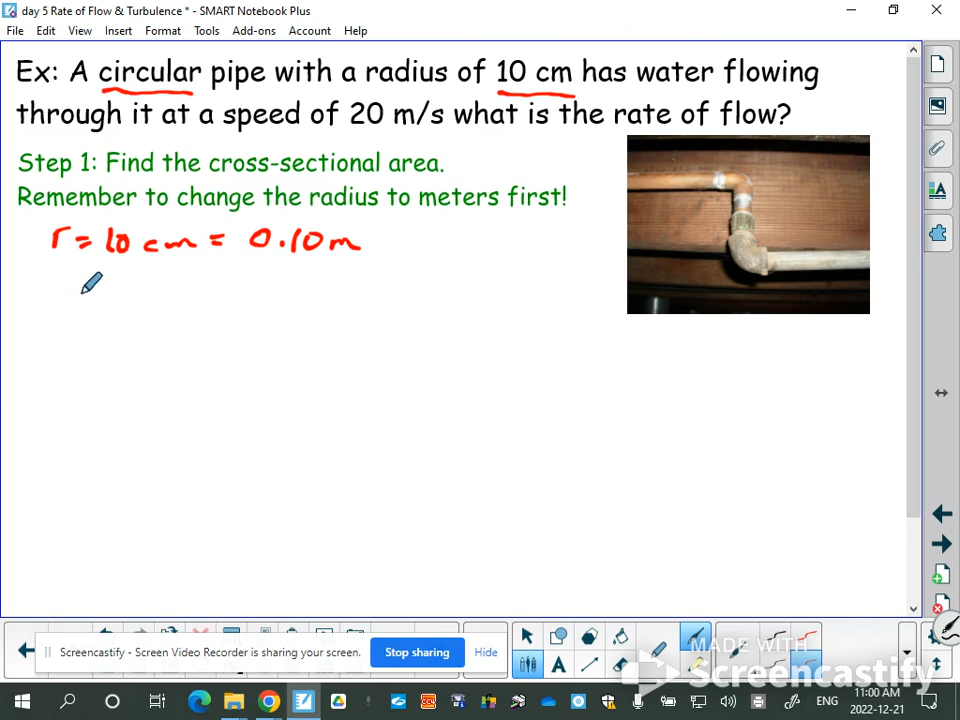 day 5 Rate of Flow & Turbulence * - SMART Notebook Plus
File Edit View Insert Format Tools Add-ons Account Help
Ex: A circular pipe with a radius of 10 cm has water flowing
through it at a speed of 20 m/s what is the rate of flow?
Step 1: Find the cross-sectional area.
Remember to change the radius to meters first!
r = 10 cm = 0.10 m
Screencastify - Screen Video Recorder is sharing your screen. Stop sharing Hide
MADE WITH
Screencastify
11:00 AM
ENG
2022-12-21